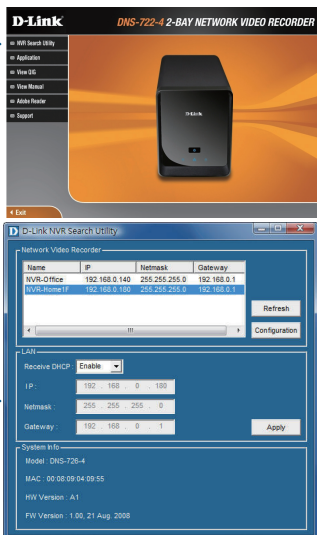 D-Link
DNS-722-4 2-BAY NETWORK VIDEO RECORDER
NVR Search Utility
Application
View QIG
View Manual
Adobe Reader
Support
D-Link
Exit
D D-Link NVR Search Utility
Network Video Recorder
Name IP Netmask Gateway
NVR-Office 192.168.0.140 255.255.255.0 192.168.0.1
NVR-Home1F 192.168.0.180 255.255.255.0 192.168.0.1
Refresh
Configuration
LAN
Receive DHCP: Enable
IP: 192 . 168 . 0 . 180
Netmask : 255 . 255 . 255 . 0
Gateway : 192 . 168 . 0 . 1
Apply
System Info
Model : DNS-726-4
MAC : 00:08:09:04:09:55
HW Version : A1
FW Version : 1.00, 21 Aug. 2008